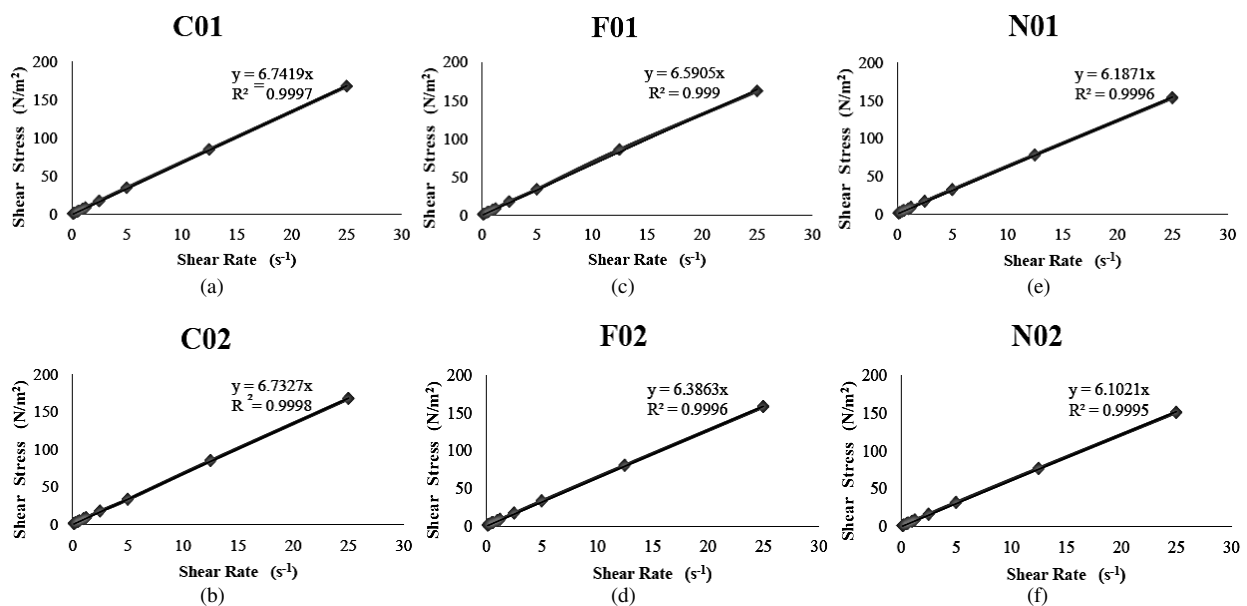 C01
200
150
100
50
0
Shear Stress (N/m²)
y = 6.7419x
R² = 0.9997
0 5 10 15 20 25 30
Shear Rate (s⁻¹)
(a)
F01
200
150
100
50
0
Shear Stress (N/m²)
y = 6.5905x
R² = 0.999
0 5 10 15 20 25 30
Shear Rate (s⁻¹)
(c)
N01
200
150
100
50
0
Shear Stress (N/m²)
y = 6.1871x
R² = 0.9996
0 5 10 15 20 25 30
Shear Rate (s⁻¹)
(e)
C02
200
150
100
50
0
Shear Stress (N/m²)
y = 6.7327x
R² = 0.9998
0 5 10 15 20 25 30
Shear Rate (s⁻¹)
(b)
F02
200
150
100
50
0
Shear Stress (N/m²)
y = 6.3863x
R² = 0.9996
0 5 10 15 20 25 30
Shear Rate (s⁻¹)
(d)
N02
200
150
100
50
0
Shear Stress (N/m²)
y = 6.1021x
R² = 0.9995
0 5 10 15 20 25 30
Shear Rate (s⁻¹)
(f)